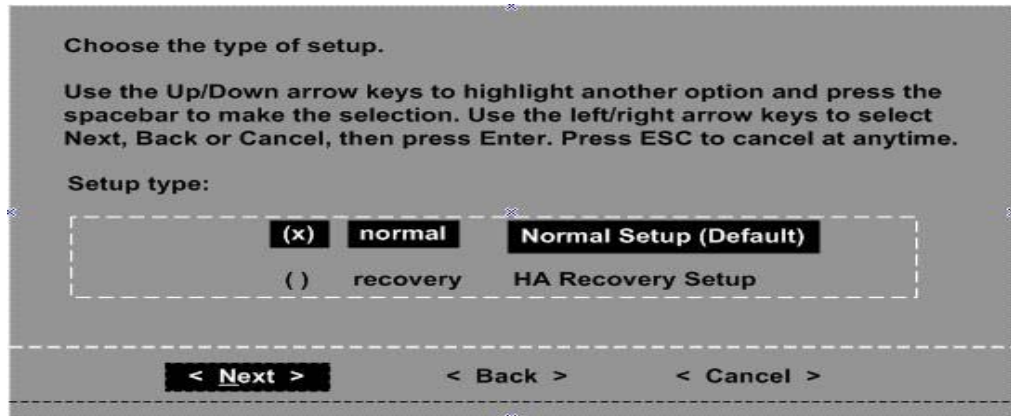 Choose the type of setup.
Use the Up/Down arrow keys to highlight another option and press the
spacebar to make the selection. Use the left/right arrow keys to select
Next, Back or Cancel, then press Enter. Press ESC to cancel at anytime.
Setup type:
(x) normal Normal Setup (Default)
( ) recovery HA Recovery Setup
< Next > < Back > < Cancel >